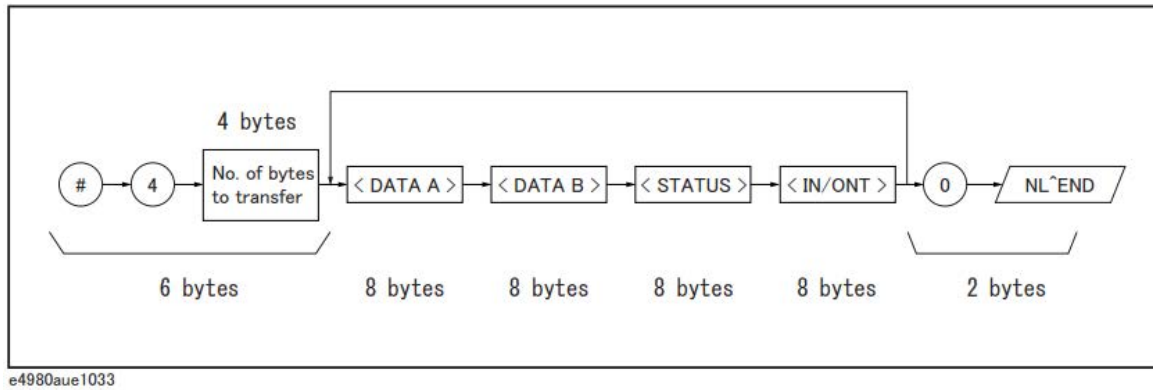 4 bytes
# 4 No. of bytes to transfer < DATA A > < DATA B > < STATUS > < IN/ONT > 0 NL^END
6 bytes 8 bytes 8 bytes 8 bytes 8 bytes 2 bytes
e4980aue1033